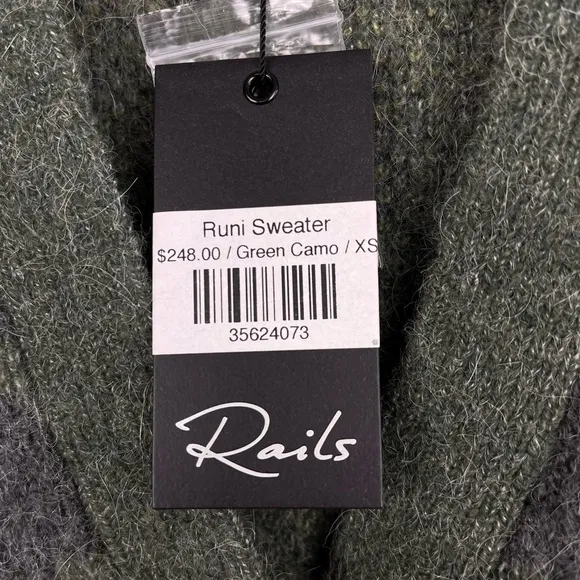 Runi Sweater
$248.00 / Green Camo / XS
35624073
Rails